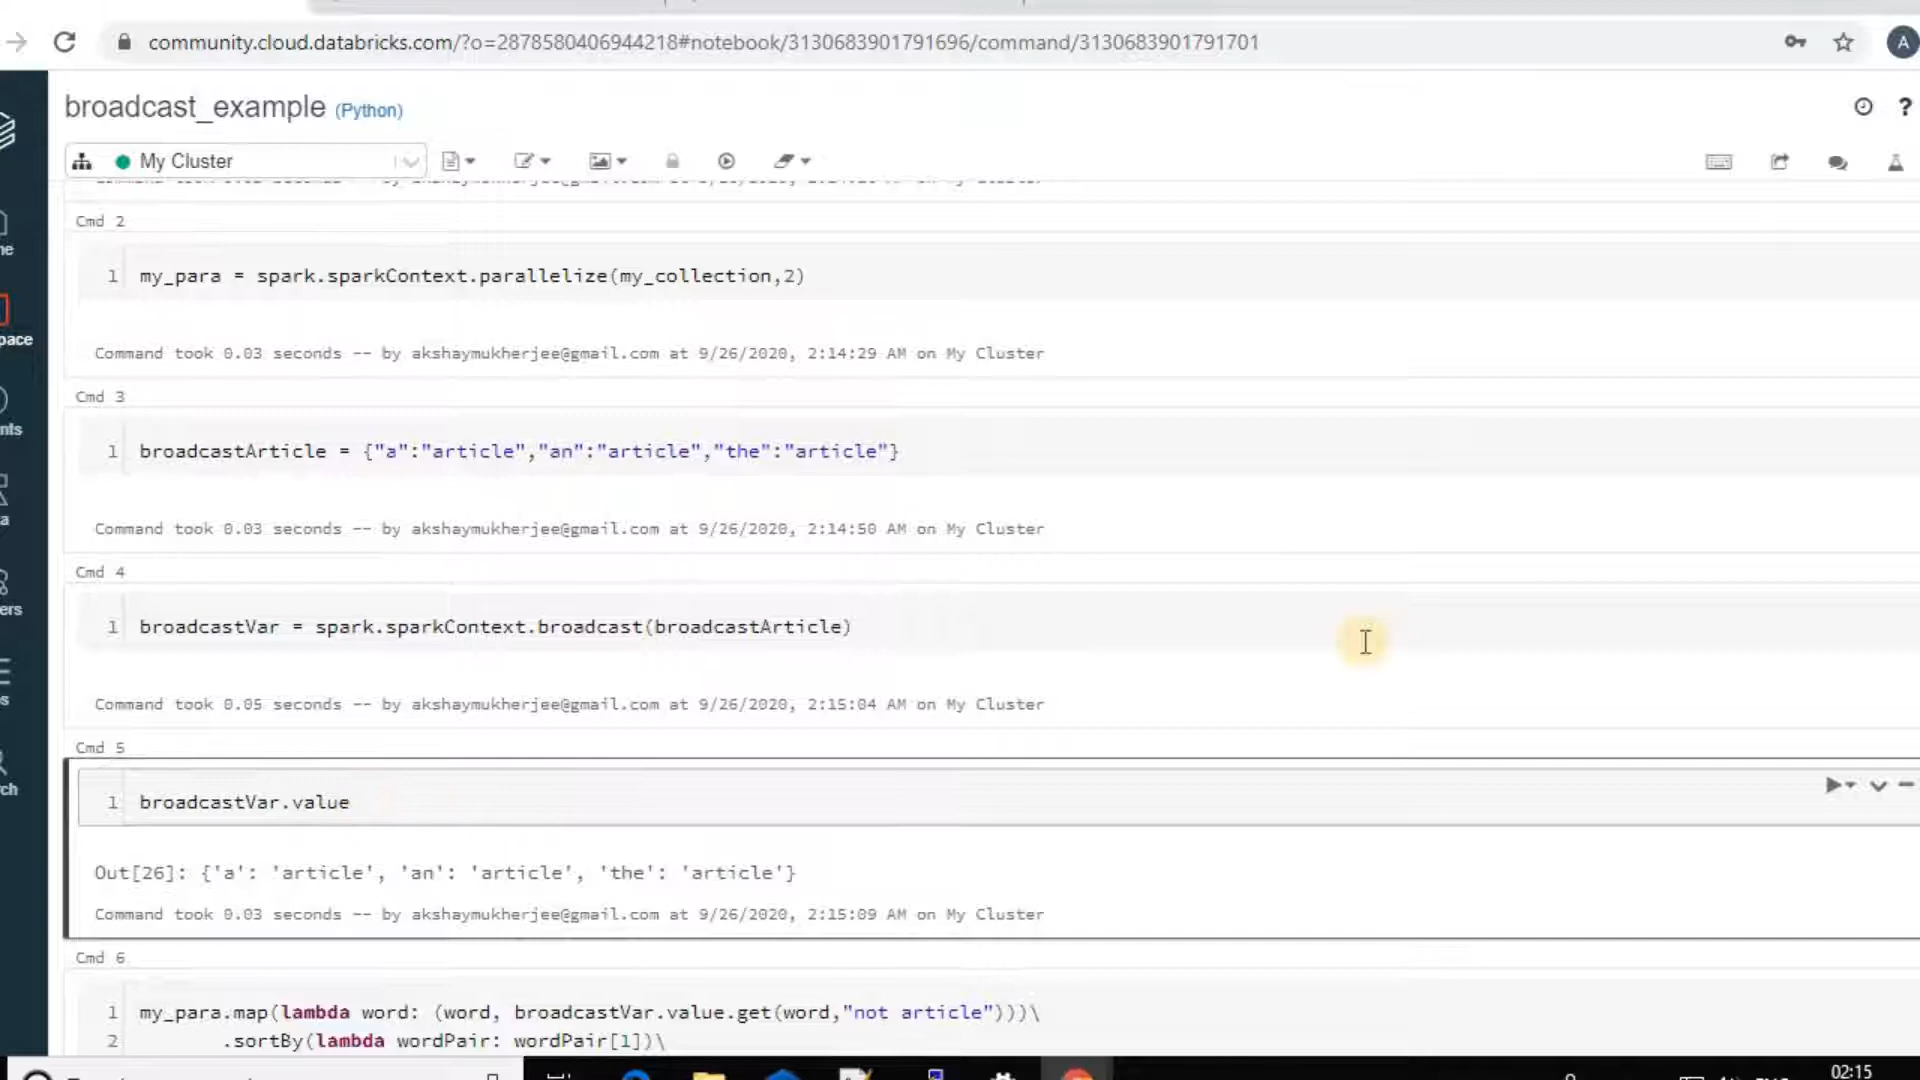 community.cloud.databricks.com/?o=2878580406944218#notebook/3130683901791696/command/3130683901791701
A
broadcast_example (Python)
?
My Cluster
Cmd 2
1 my_para = spark.sparkContext.parallelize(my_collection,2)
Command took 0.03 seconds -- by akshaymukherjee@gmail.com at 9/26/2020, 2:14:29 AM on My Cluster
Cmd 3
1 broadcastArticle = {"a":"article","an":"article","the":"article"}
Command took 0.03 seconds -- by akshaymukherjee@gmail.com at 9/26/2020, 2:14:50 AM on My Cluster
Cmd 4
1 broadcastVar = spark.sparkContext.broadcast(broadcastArticle)
Command took 0.05 seconds -- by akshaymukherjee@gmail.com at 9/26/2020, 2:15:04 AM on My Cluster
Cmd 5
1 broadcastVar.value
Out[26]: {'a': 'article', 'an': 'article', 'the': 'article'}
Command took 0.03 seconds -- by akshaymukherjee@gmail.com at 9/26/2020, 2:15:09 AM on My Cluster
Cmd 6
1 my_para.map(lambda word: (word, broadcastVar.value.get(word,"not article")))\
2 .sortBy(lambda wordPair: wordPair[1])\
me
pace
nts
a
ers
s
rch
02:15